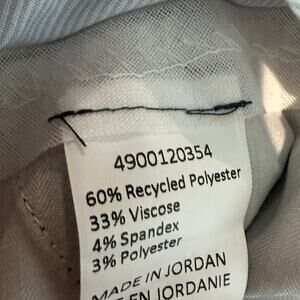 4900120354
60% Recycled Polyester
33% Viscose
4% Spandex
3% Polyester
MADE IN JORDAN
EN JORDANIE